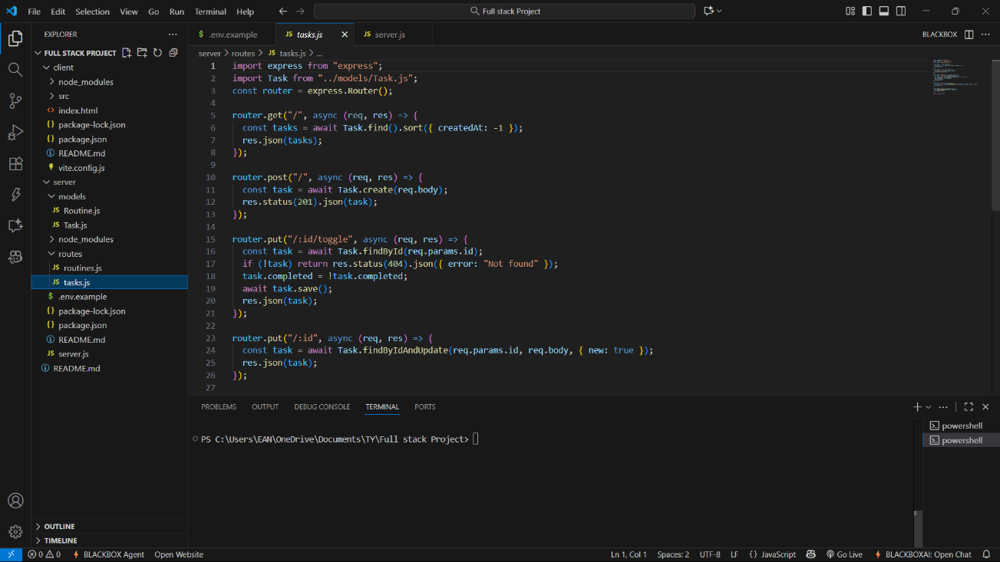 File Edit Selection View Go Run Terminal Help
Full stack Project
EXPLORER
FULL STACK PROJECT
client
node_modules
src
index.html
package-lock.json
package.json
README.md
vite.config.js
server
models
JS Routine.js
JS Task.js
node_modules
routes
JS routines.js
JS tasks.js
$ .env.example
package-lock.json
package.json
README.md
JS server.js
README.md
OUTLINE
TIMELINE
$ .env.example
JS tasks.js
JS server.js
BLACKBOX
server > routes > JS tasks.js > ...
1 import express from "express";
2 import Task from "../models/Task.js";
3 const router = express.Router();
4
5 router.get("/", async (req, res) => {
6 const tasks = await Task.find().sort({ createdAt: -1 });
7 res.json(tasks);
8 });
9
10 router.post("/", async (req, res) => {
11 const task = await Task.create(req.body);
12 res.status(201).json(task);
13 });
14
15 router.put("/:id/toggle", async (req, res) => {
16 const task = await Task.findById(req.params.id);
17 if (!task) return res.status(404).json({ error: "Not found" });
18 task.completed = !task.completed;
19 await task.save();
20 res.json(task);
21 });
22
23 router.put("/:id", async (req, res) => {
24 const task = await Task.findByIdAndUpdate(req.params.id, req.body, { new: true });
25 res.json(task);
26 });
27
PROBLEMS OUTPUT DEBUG CONSOLE TERMINAL PORTS
PS C:\Users\EAN\OneDrive\Documents\TY\Full stack Project>
powershell
powershell
0 0 BLACKBOX Agent Open Website
Ln 1, Col 1 Spaces: 2 UTF-8 LF {} JavaScript Go Live BLACKBOXAI: Open Chat